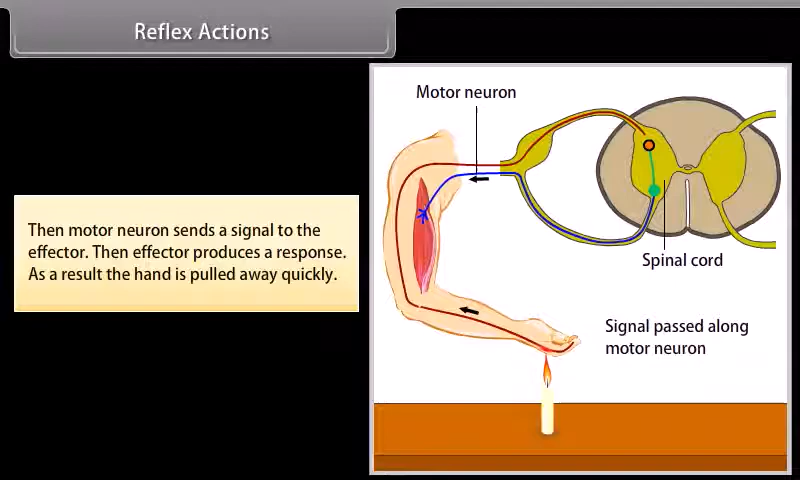 Reflex Actions
Then motor neuron sends a signal to the
effector. Then effector produces a response.
As a result the hand is pulled away quickly.
Motor neuron
Spinal cord
Signal passed along
motor neuron